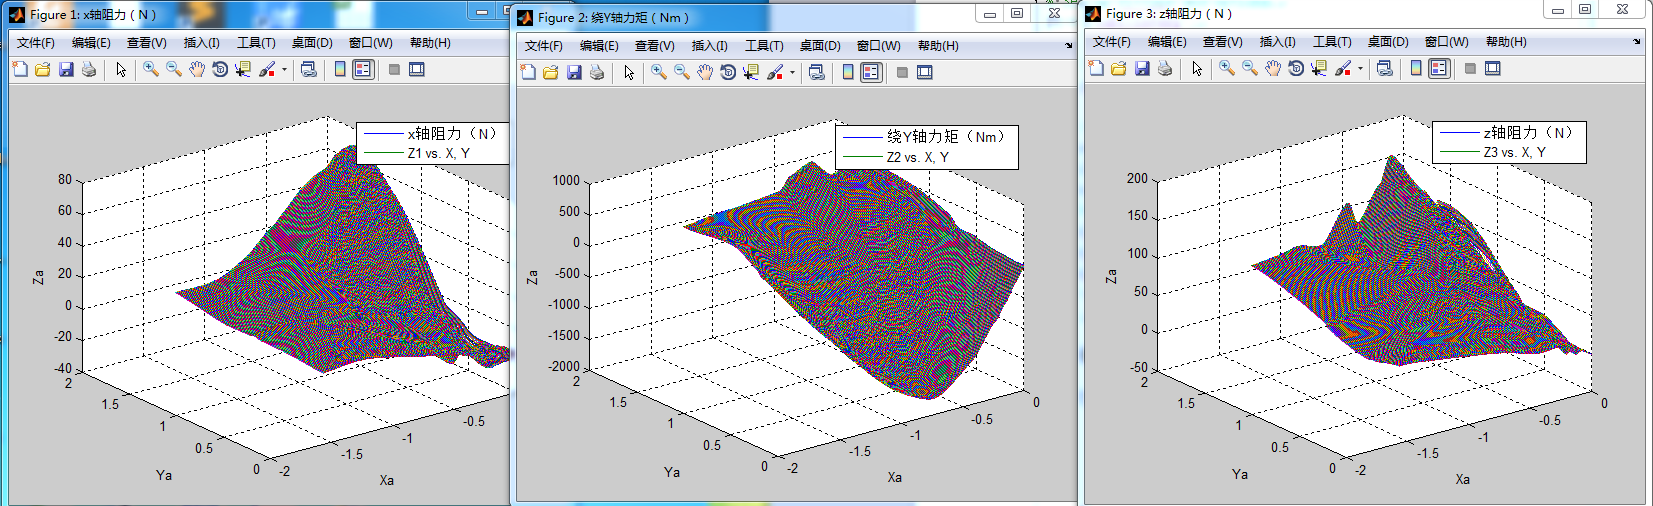 Figure 1: x轴阻力（N）
文件(F) 编辑(E) 查看(V) 插入(I) 工具(T) 桌面(D) 窗口(W) 帮助(H)
x轴阻力（N）
Z1 vs. X, Y
80
60
40
20
0
-20
-40
Za
2
1.5
1
0.5
0
Ya
-2
-1.5
-1
-0.5
Xa
Figure 2: 绕Y轴力矩（Nm）
文件(F) 编辑(E) 查看(V) 插入(I) 工具(T) 桌面(D) 窗口(W) 帮助(H)
绕Y轴力矩（Nm）
Z2 vs. X, Y
1000
500
0
-500
-1000
-1500
-2000
Za
2
1.5
1
0.5
0
Ya
-2
-1.5
-1
-0.5
0
Xa
Figure 3: z轴阻力（N）
文件(F) 编辑(E) 查看(V) 插入(I) 工具(T) 桌面(D) 窗口(W) 帮助(H)
z轴阻力（N）
Z3 vs. X, Y
200
150
100
50
0
-50
Za
2
1.5
1
0.5
0
Ya
-2
-1.5
-1
-0.5
0
Xa